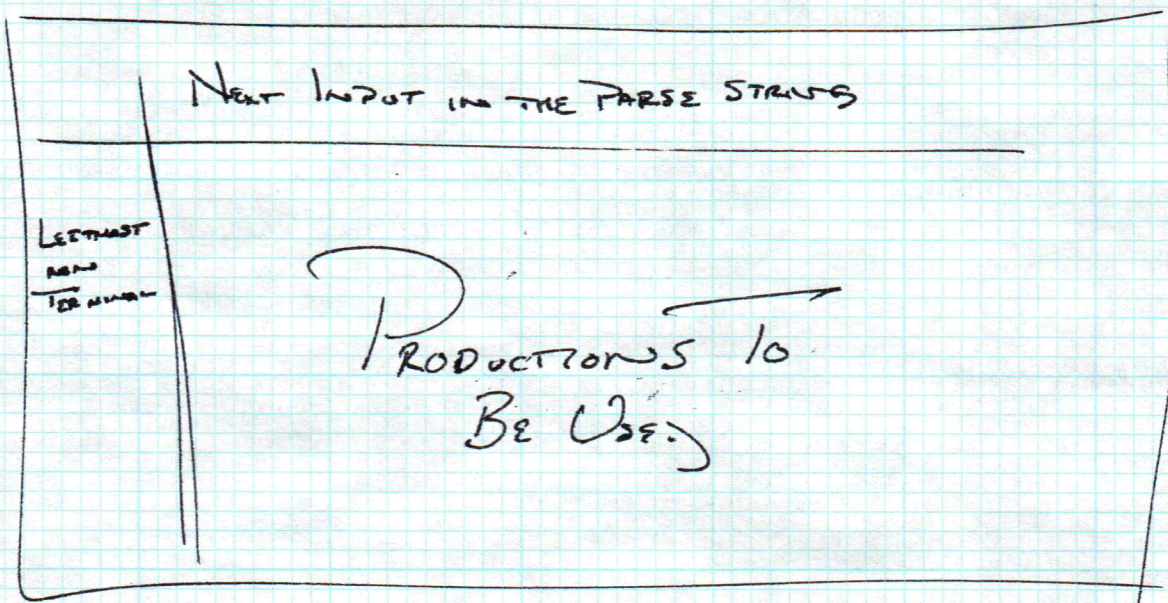 NEXT INPUT IN THE PARSE STRING
LEFTMOST
NON
TERMINAL
PRODUCTIONS TO
BE USED